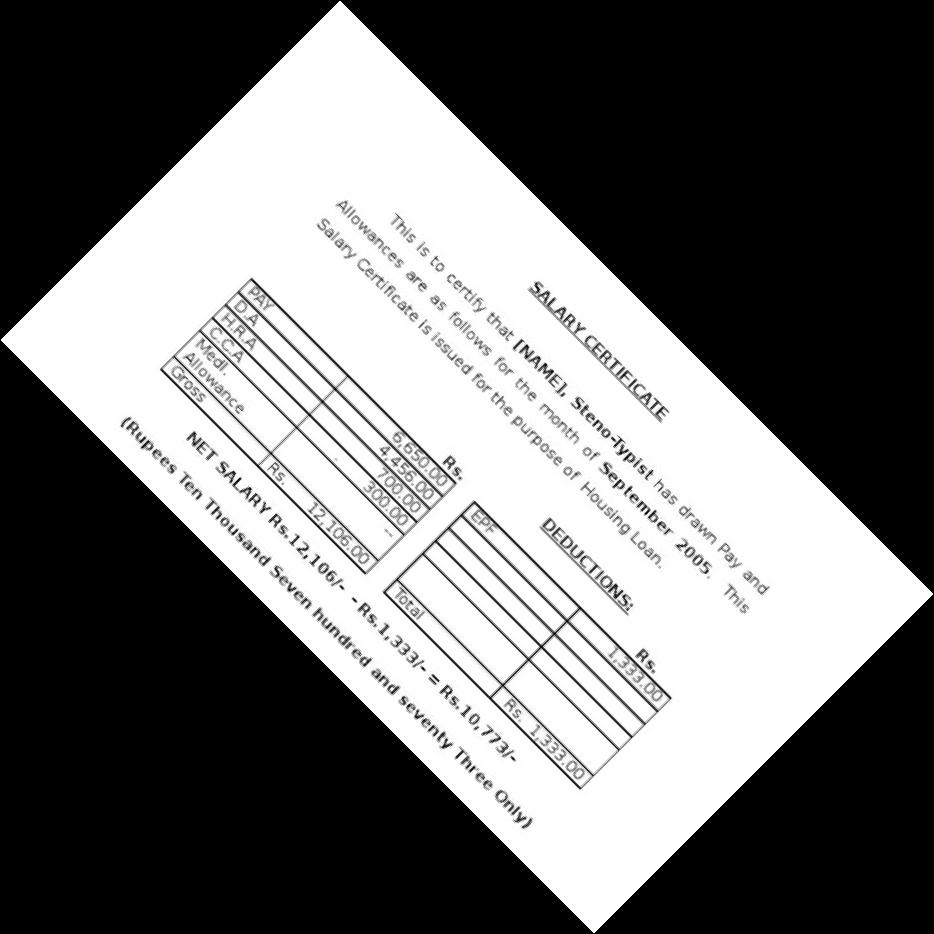 SALARY CERTIFICATE
This is to certify that [NAME], Steno-Typist has drawn Pay and
Allowances are as follows for the month of September 2005. This
Salary Certificate is issued for the purpose of Housing Loan.
DEDUCTIONS:
Rs. Rs.
PAY 6,650.00 EPF 1,333.00
D.A 4,456.00
H.R.A 700.00
C.C.A 300.00
Medi. --
Allowance
Gross Rs. 12,106.00 Total Rs. 1,333.00
NET SALARY Rs.12,106/- - Rs.1,333/- = Rs.10,773/-
(Rupees Ten Thousand Seven hundred and seventy Three Only)